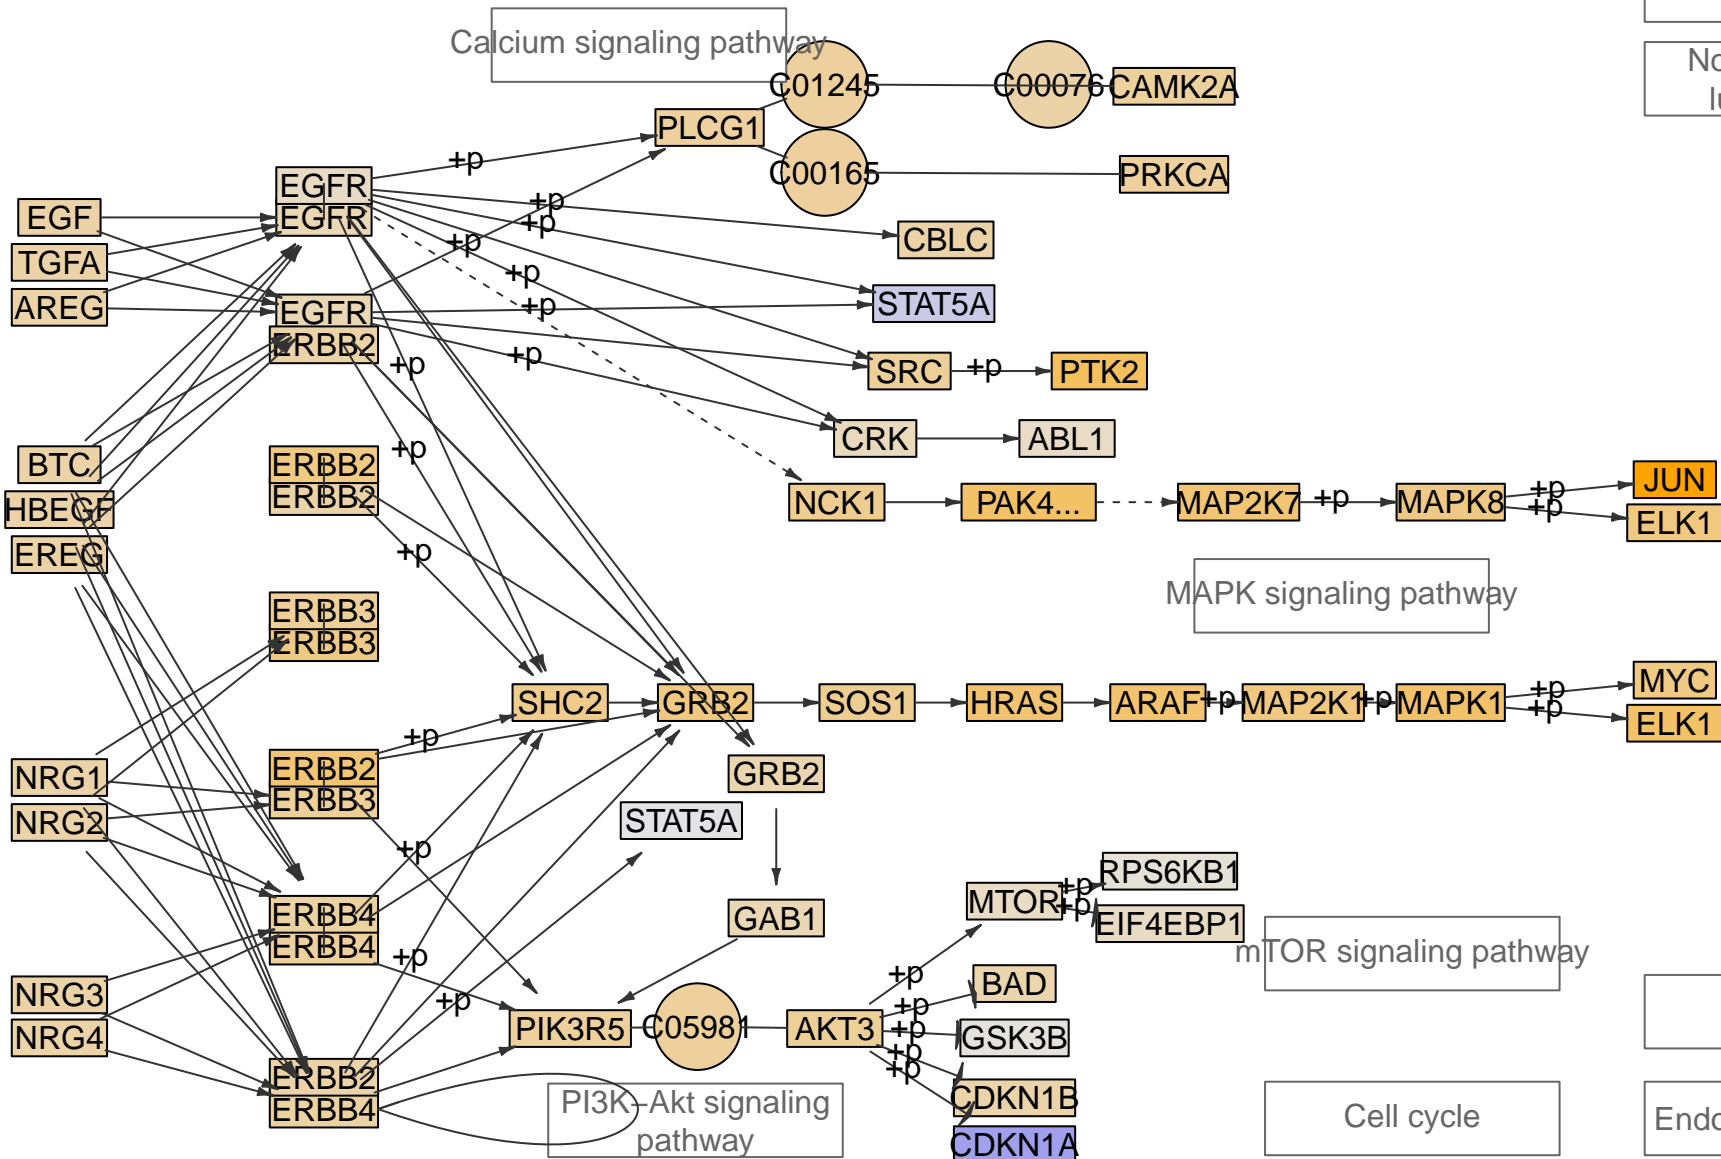 Calcium signaling pathway
No
lu
C01245
C00076
CAMK2A
PLCG1
+p
C00165
PRKCA
EGFR
EGFR
EGF
TGFA
AREG
+p
+p
+p
+p
+p
CBLC
STAT5A
EGFR
ERBB2
+p
+p
SRC
+p
PTK2
CRK
ABL1
BTC
HBEGF
EREG
ERBB2
ERBB2
+p
+p
NCK1
PAK4...
MAP2K7
+p
MAPK8
+p
+p
JUN
ELK1
MAPK signaling pathway
ERBB3
ERBB3
SHC2
GRB2
SOS1
HRAS
ARAF
+p
MAP2K1
+p
MAPK1
+p
+p
MYC
ELK1
NRG1
NRG2
ERBB2
ERBB3
+p
GRB2
STAT5A
+p
ERBB4
ERBB4
+p
+p
GAB1
MTOR
+p
+p
RPS6KB1
EIF4EBP1
mTOR signaling pathway
NRG3
NRG4
PIK3R5
C05981
AKT3
+p
+p
+p
+p
+p
BAD
GSK3B
ERBB2
ERBB4
CDKN1B
CDKN1A
PI3K−Akt signaling
pathway
Cell cycle
Endo